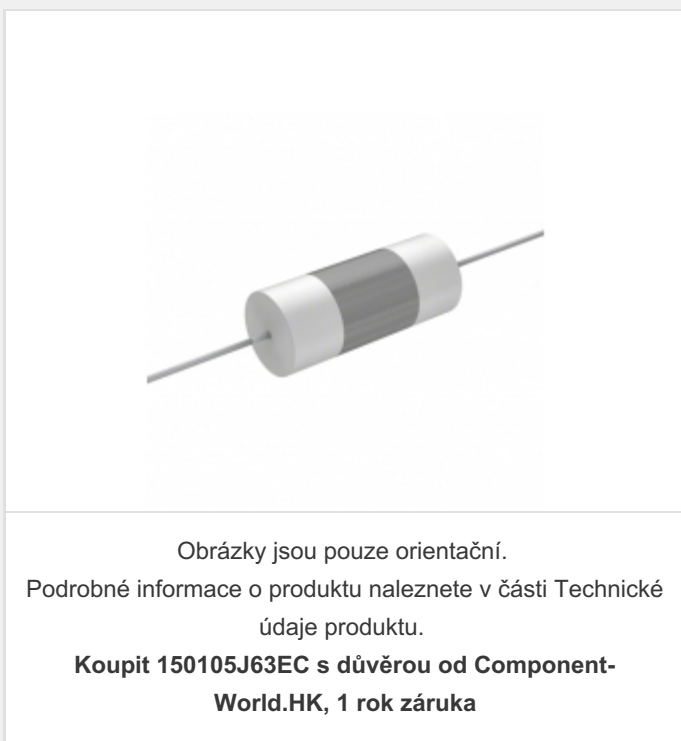 Obrázky jsou pouze orientační.
Podrobné informace o produktu naleznete v části Technické
údaje produktu.
Koupit 150105J63EC s důvěrou od Component-
World.HK, 1 rok záruka